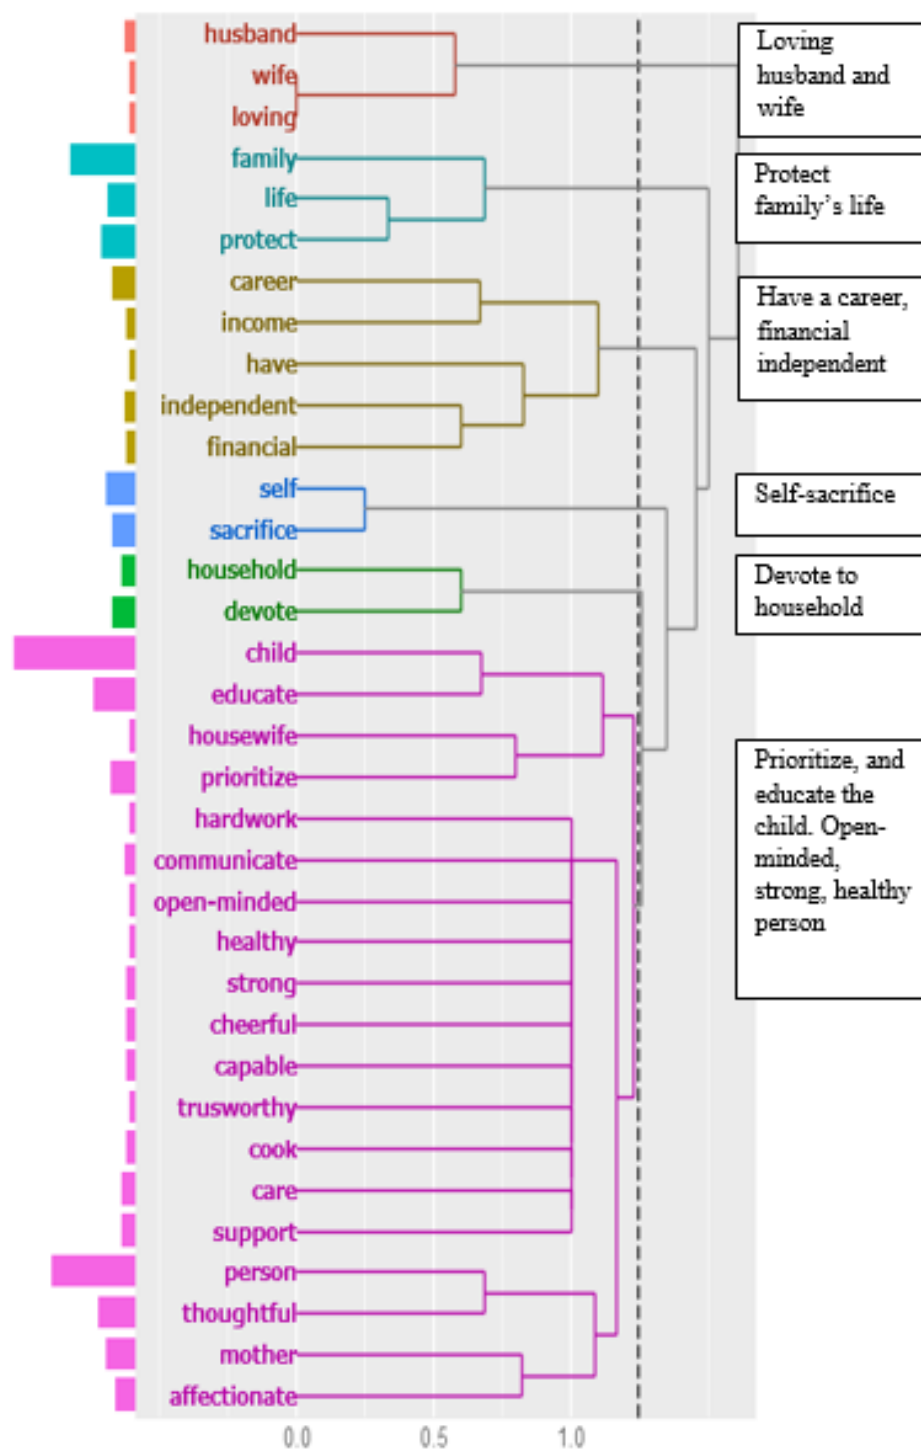 husband
wife
loving
family
life
protect
career
income
have
independent
financial
self
sacrifice
household
devote
child
educate
housewife
prioritize
hardwork
communicate
open-minded
healthy
strong
cheerful
capable
trusworthy
cook
care
support
person
thoughtful
mother
affectionate
0.0 0.5 1.0
Loving
husband and
wife
Protect
family's life
Have a career,
financial
independent
Self-sacrifice
Devote to
household
Prioritize, and
educate the
child. Open-
minded,
strong, healthy
person